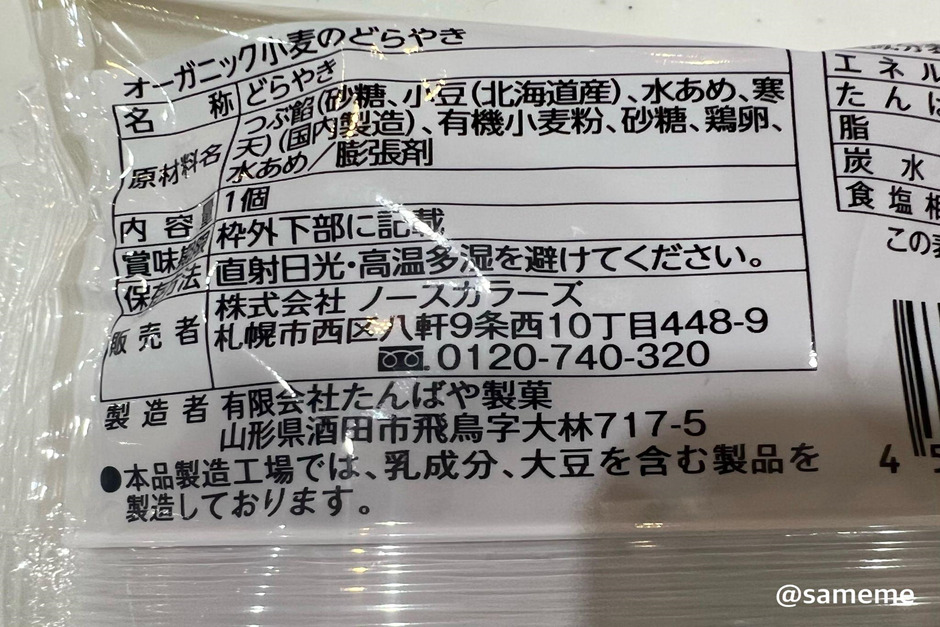 オーガニック小麦のどらやき
名称 どらやき
原材料名 つぶ餡(砂糖、小豆(北海道産)、水あめ、寒
天)(国内製造)、有機小麦粉、砂糖、鶏卵、
水あめ/膨張剤
内容量 1個
賞味期限 枠外下部に記載
保存方法 直射日光・高温多湿を避けてください。
販売者 株式会社 ノースカラーズ
札幌市西区八軒9条西10丁目448-9
0120-740-320
製造者 有限会社たんばや製菓
山形県酒田市飛鳥字大林717-5
●本品製造工場では、乳成分、大豆を含む製品を
製造しております。
エネル
たんぱ
脂
炭水
食塩相
この
4
@sameme